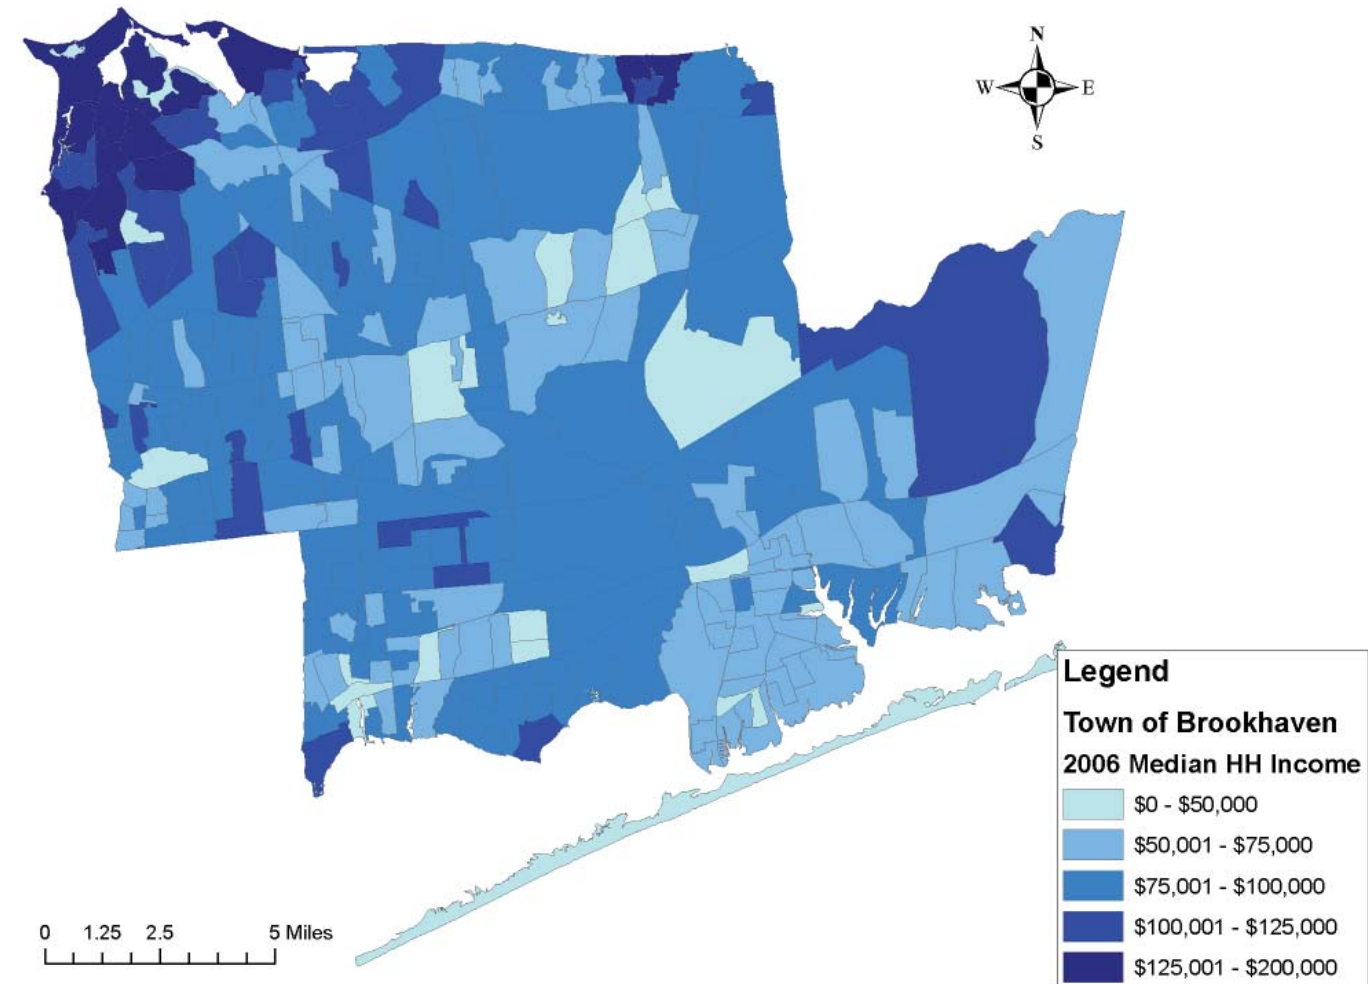 N
W E
S
Legend
Town of Brookhaven
2006 Median HH Income
$0 - $50,000
$50,001 - $75,000
$75,001 - $100,000
$100,001 - $125,000
$125,001 - $200,000
0 1.25 2.5 5 Miles